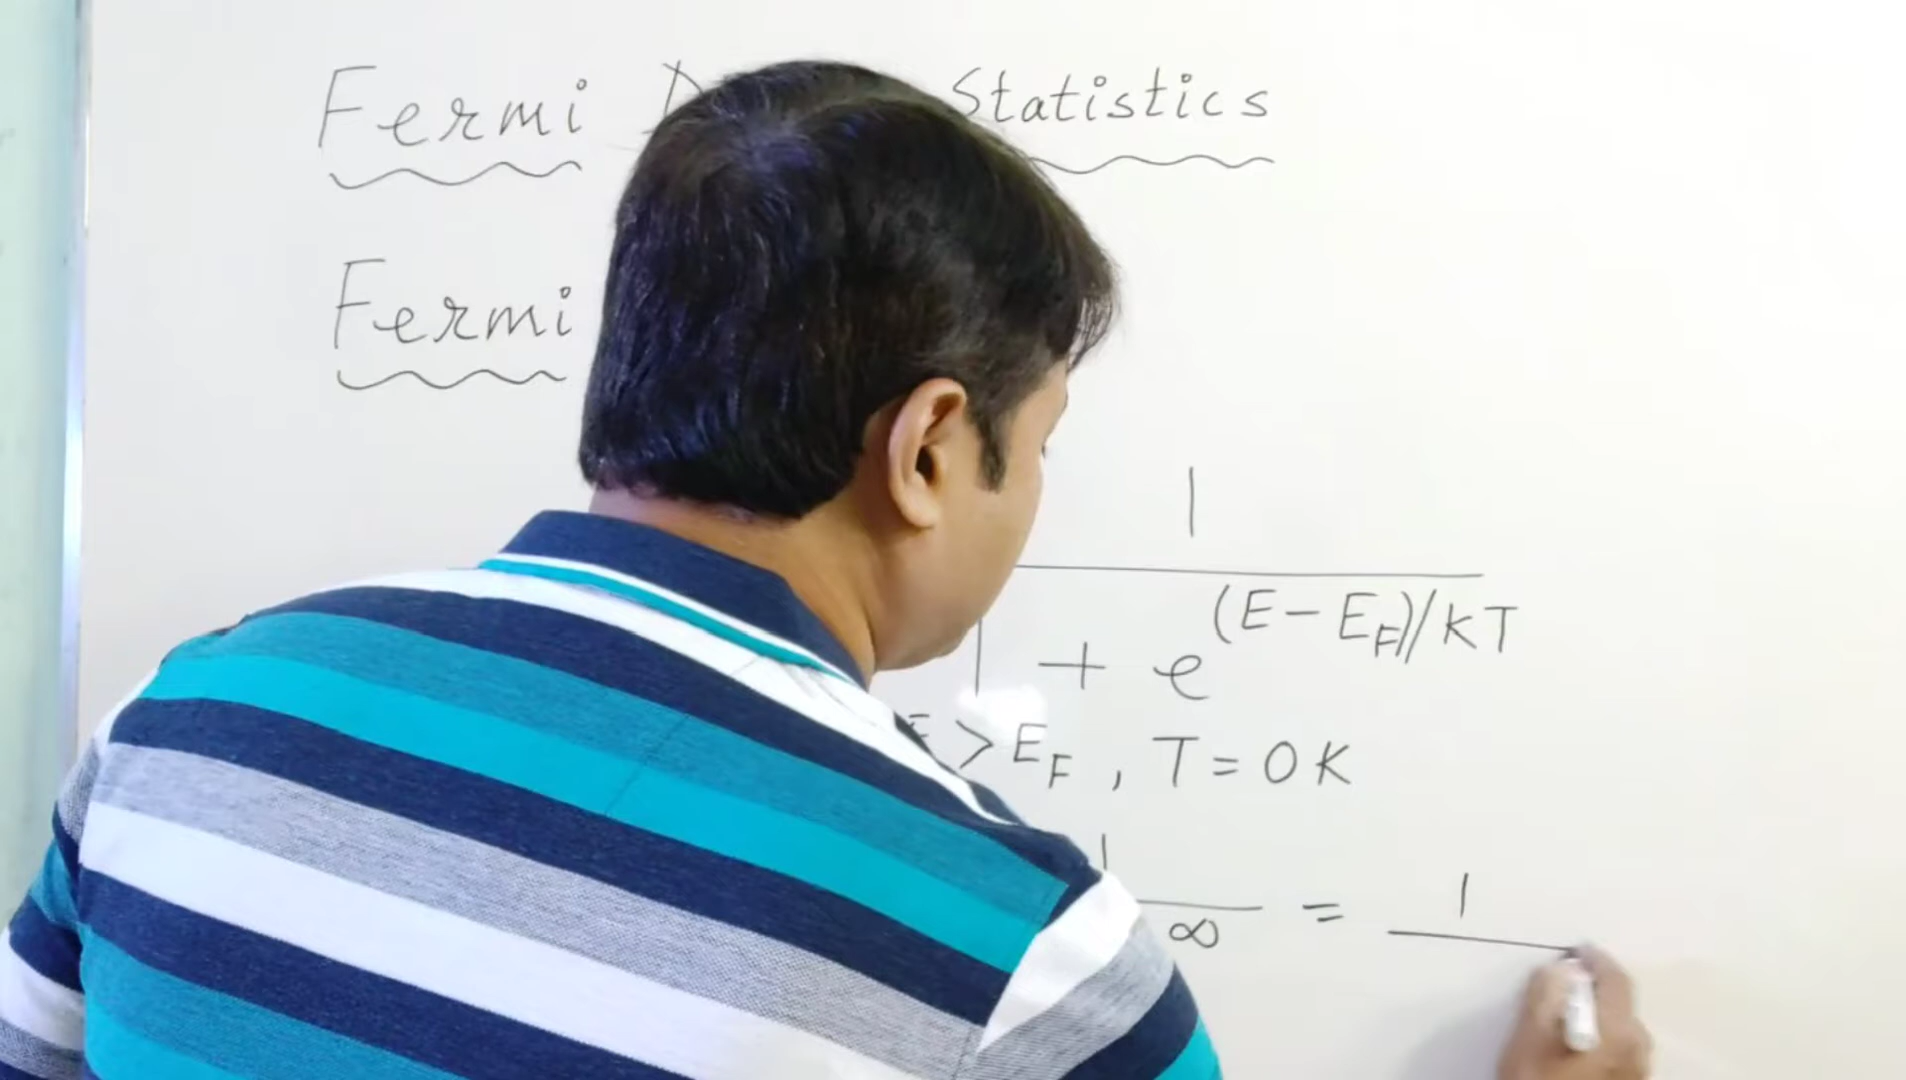 Fermi Statistics
Fermi
1
1 + e^(E-E_F)/KT
E > E_F , T = 0 K
1
∞ = 1